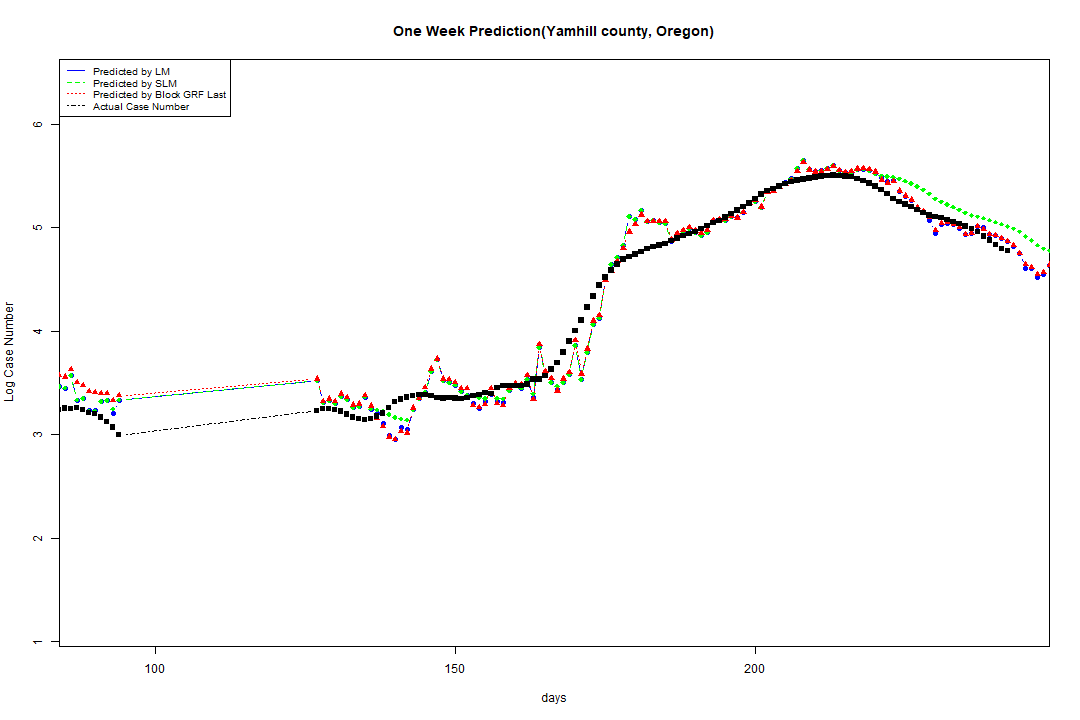 One Week Prediction(Yamhill county, Oregon)
Predicted by LM
Predicted by SLM
Predicted by Block GRF Last
Actual Case Number
6
5
4
3
2
1
Log Case Number
100 150 200
days